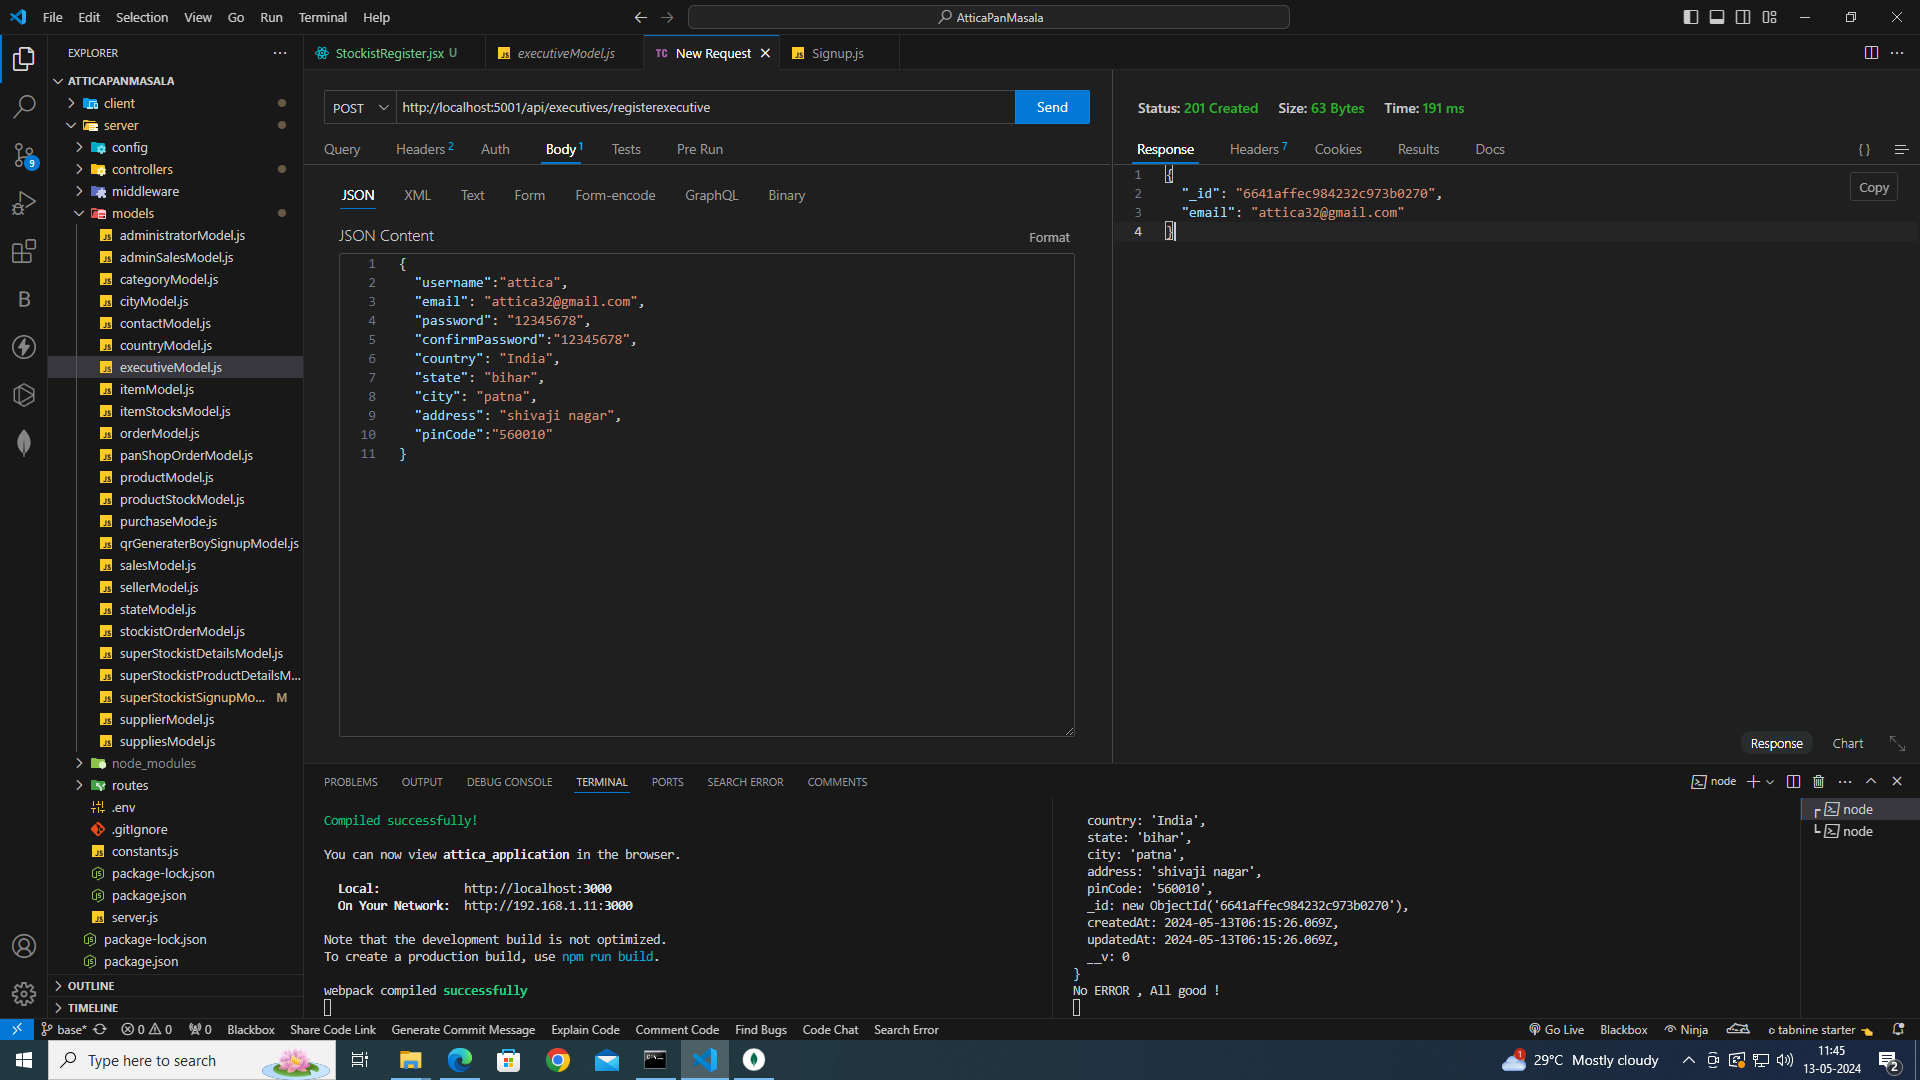 File Edit Selection View Go Run Terminal Help
AtticaPanMasala
EXPLORER
ATTICAPANMASALA
client
server
config
controllers
middleware
models
administratorModel.js
adminSalesModel.js
categoryModel.js
cityModel.js
contactModel.js
countryModel.js
executiveModel.js
itemModel.js
itemStocksModel.js
orderModel.js
panShopOrderModel.js
productModel.js
productStockModel.js
purchaseMode.js
qrGeneraterBoySignupModel.js
salesModel.js
sellerModel.js
stateModel.js
stockistOrderModel.js
superStockistDetailsModel.js
superStockistProductDetailsM...
superStockistSignupMo... M
supplierModel.js
suppliesModel.js
node_modules
routes
.env
.gitIgnore
constants.js
package-lock.json
package.json
server.js
package-lock.json
package.json
OUTLINE
TIMELINE
9
B
StockistRegister.jsx U
executiveModel.js
TC New Request
Signup.js
POST http://localhost:5001/api/executives/registerexecutive Send
Query Headers 2 Auth Body 1 Tests Pre Run
JSON XML Text Form Form-encode GraphQL Binary
JSON Content Format
1 {
2 "username":"attica",
3 "email": "attica32@gmail.com",
4 "password": "12345678",
5 "confirmPassword":"12345678",
6 "country": "India",
7 "state": "bihar",
8 "city": "patna",
9 "address": "shivaji nagar",
10 "pinCode":"560010"
11 }
Status: 201 Created Size: 63 Bytes Time: 191 ms
Response Headers 7 Cookies Results Docs { }
Copy
1 {
2 "_id": "6641affec984232c973b0270",
3 "email": "attica32@gmail.com"
4 }
Response Chart
PROBLEMS OUTPUT DEBUG CONSOLE TERMINAL PORTS SEARCH ERROR COMMENTS
node
Compiled successfully!
You can now view attica_application in the browser.
Local: http://localhost:3000
On Your Network: http://192.168.1.11:3000
Note that the development build is not optimized.
To create a production build, use npm run build.
webpack compiled successfully
country: 'India',
state: 'bihar',
city: 'patna',
address: 'shivaji nagar',
pinCode: '560010',
_id: new ObjectId('6641affec984232c973b0270'),
createdAt: 2024-05-13T06:15:26.069Z,
updatedAt: 2024-05-13T06:15:26.069Z,
__v: 0
}
No ERROR , All good !
node
node
base* 0 0 0 Blackbox Share Code Link Generate Commit Message Explain Code Comment Code Find Bugs Code Chat Search Error
Go Live Blackbox Ninja tabnine starter
Type here to search
1 29°C Mostly cloudy
11:45
13-05-2024
2